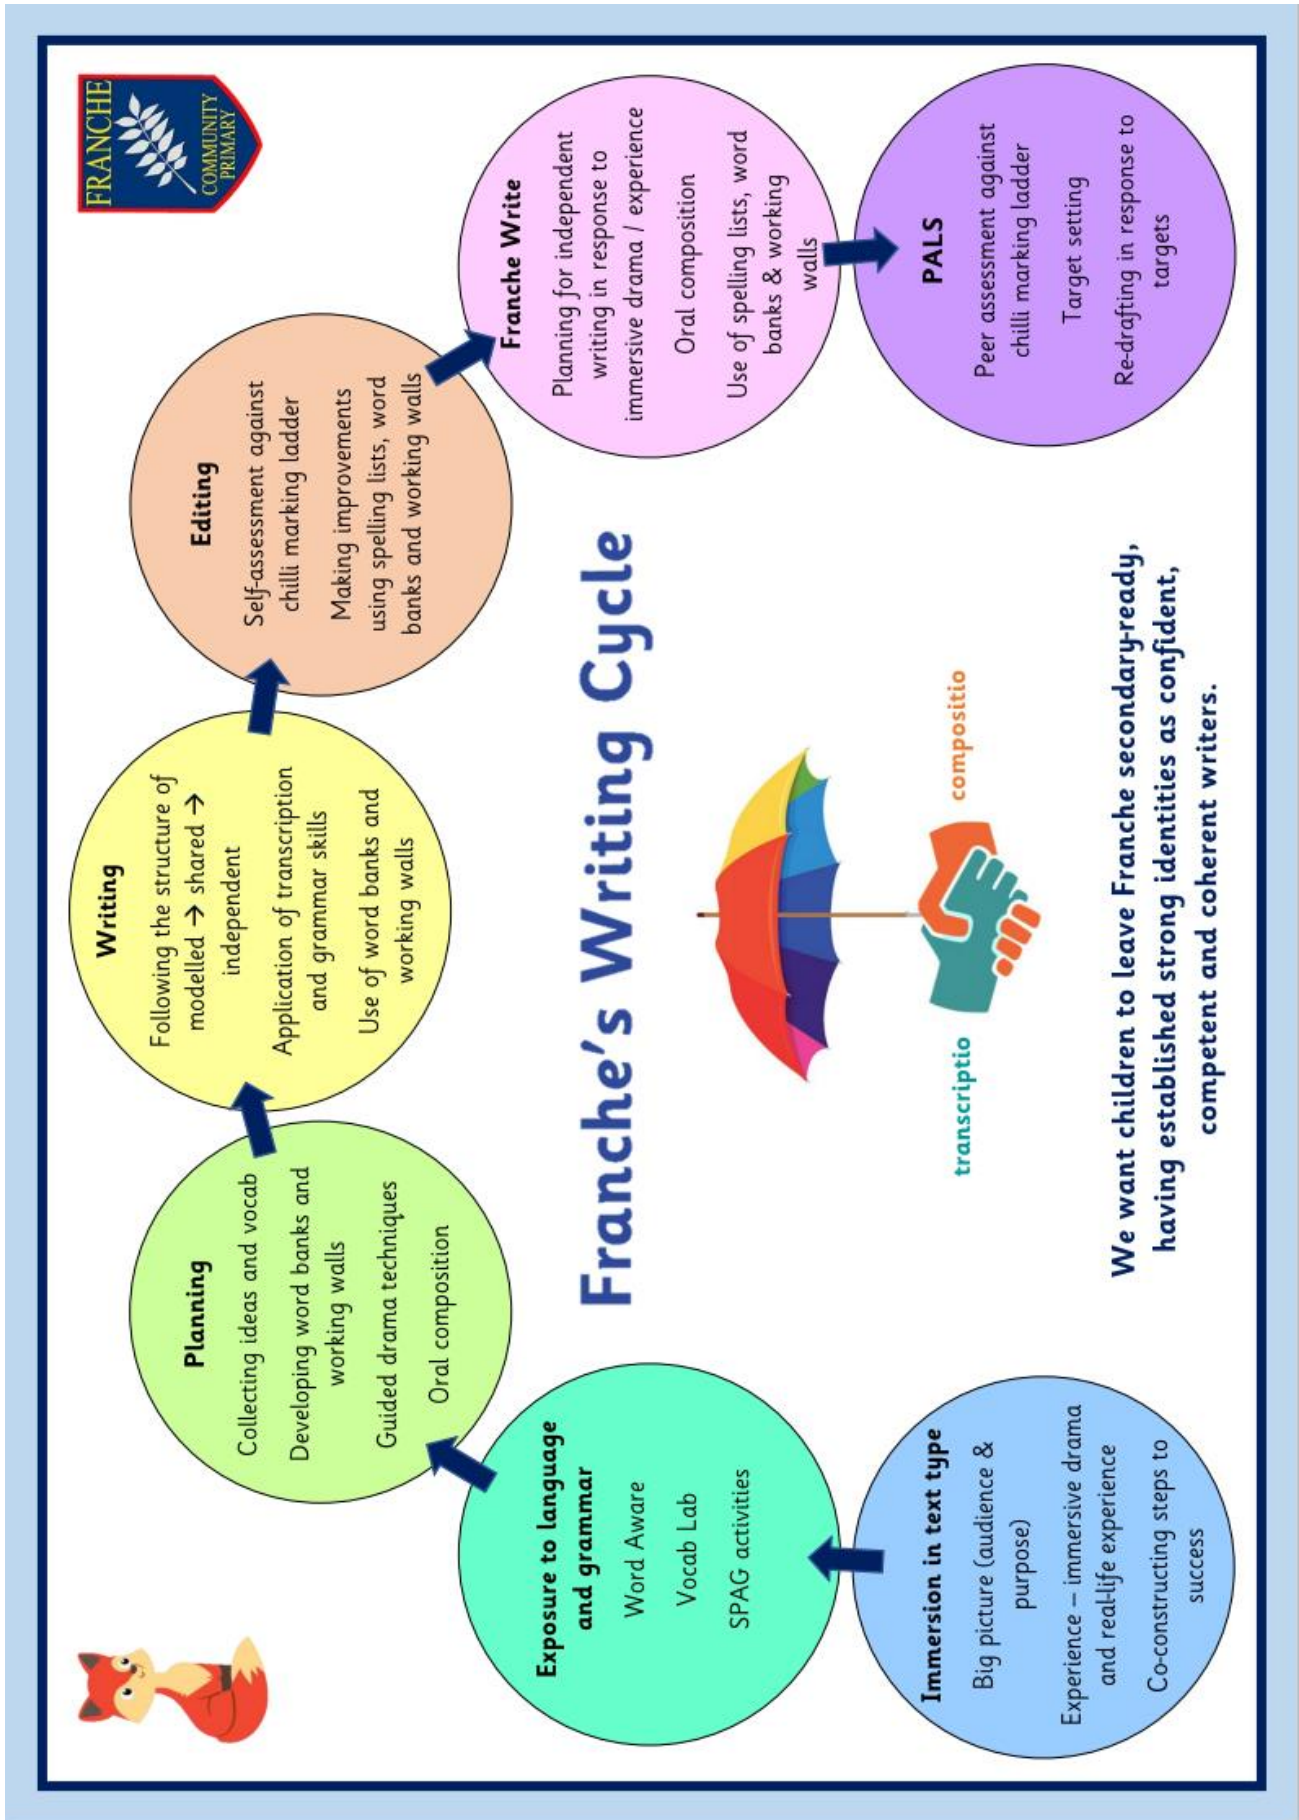 FRANCHE
COMMUNITY
PRIMARY
Immersion in text type
Big picture (audience &
purpose)
Experience – immersive drama
and real-life experience
Co-constructing steps to
success
Exposure to language
and grammar
Word Aware
Vocab Lab
SPAG activities
Planning
Collecting ideas and vocab
Developing word banks and
working walls
Guided drama techniques
Oral composition
Writing
Following the structure of
modelled → shared →
independent
Application of transcription
and grammar skills
Use of word banks and
working walls
Editing
Self-assessment against
chilli marking ladder
Making improvements
using spelling lists, word
banks and working walls
Franche Write
Planning for independent
writing in response to
immersive drama / experience
Oral composition
Use of spelling lists, word
banks & working
walls
PALS
Peer assessment against
chilli marking ladder
Target setting
Re-drafting in response to
targets
Franche's Writing Cycle
transcriptio
compositio
We want children to leave Franche secondary-ready,
having established strong identities as confident,
competent and coherent writers.